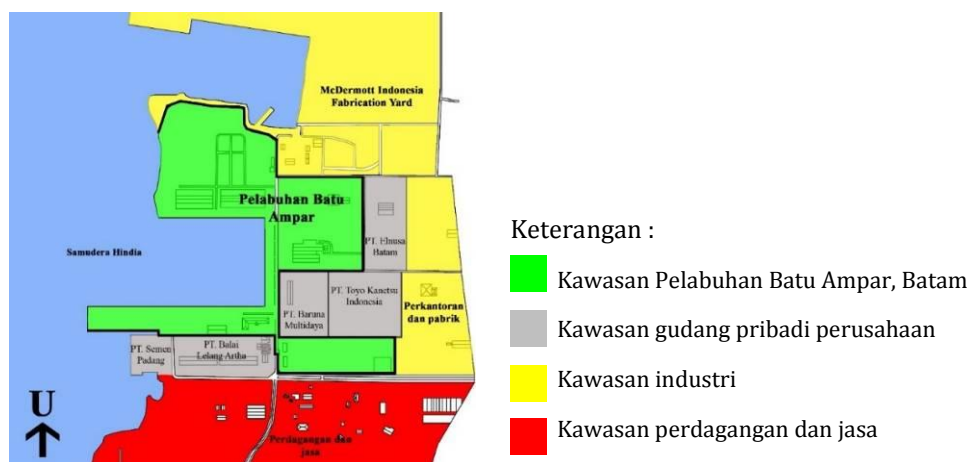 McDermott Indonesia
Fabrication Yard
Pelabuhan Batu
Ampar
PT. Elnusa
Batam
Samudera Hindia
PT. Toyo Kanetsu
Indonesia
PT. Barana
Multidaya
Perkantoran
dan pabrik
PT. Semen
Padang
PT. Balai
Lelang Artha
U
Perdagangan dan
jasa
Keterangan :
Kawasan Pelabuhan Batu Ampar, Batam
Kawasan gudang pribadi perusahaan
Kawasan industri
Kawasan perdagangan dan jasa